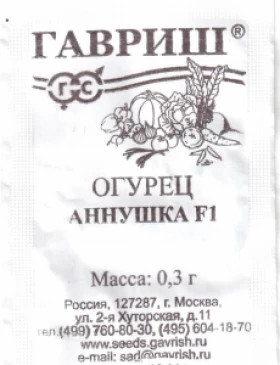 ГАВРИШ®
Г С
ОГУРЕЦ
АННУШКА F1
Масса: 0,3 г
Россия, 127287, г. Москва,
ул. 2-я Хуторская, д.11
тел.(499) 760-80-30, (495) 604-18-70
www.seeds.gavrish.ru
e-mail: sad@gavrish.ru